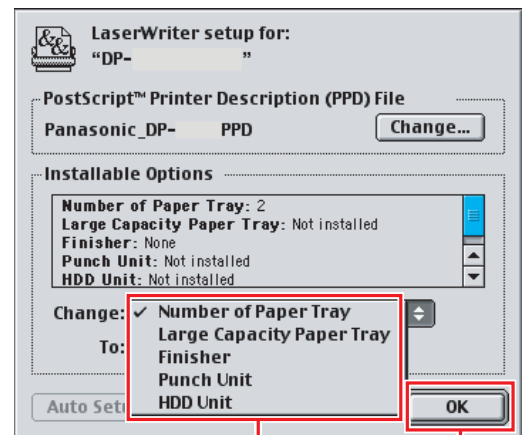 LaserWriter setup for:
“DP- ”
PostScript™ Printer Description (PPD) File
Panasonic_DP- PPD
Change...
Installable Options
Number of Paper Tray: 2
Large Capacity Paper Tray: Not installed
Finisher: None
Punch Unit: Not installed
HDD Unit: Not installed
Change: ✓ Number of Paper Tray
Large Capacity Paper Tray
To:
Finisher
Punch Unit
HDD Unit
Auto
OK